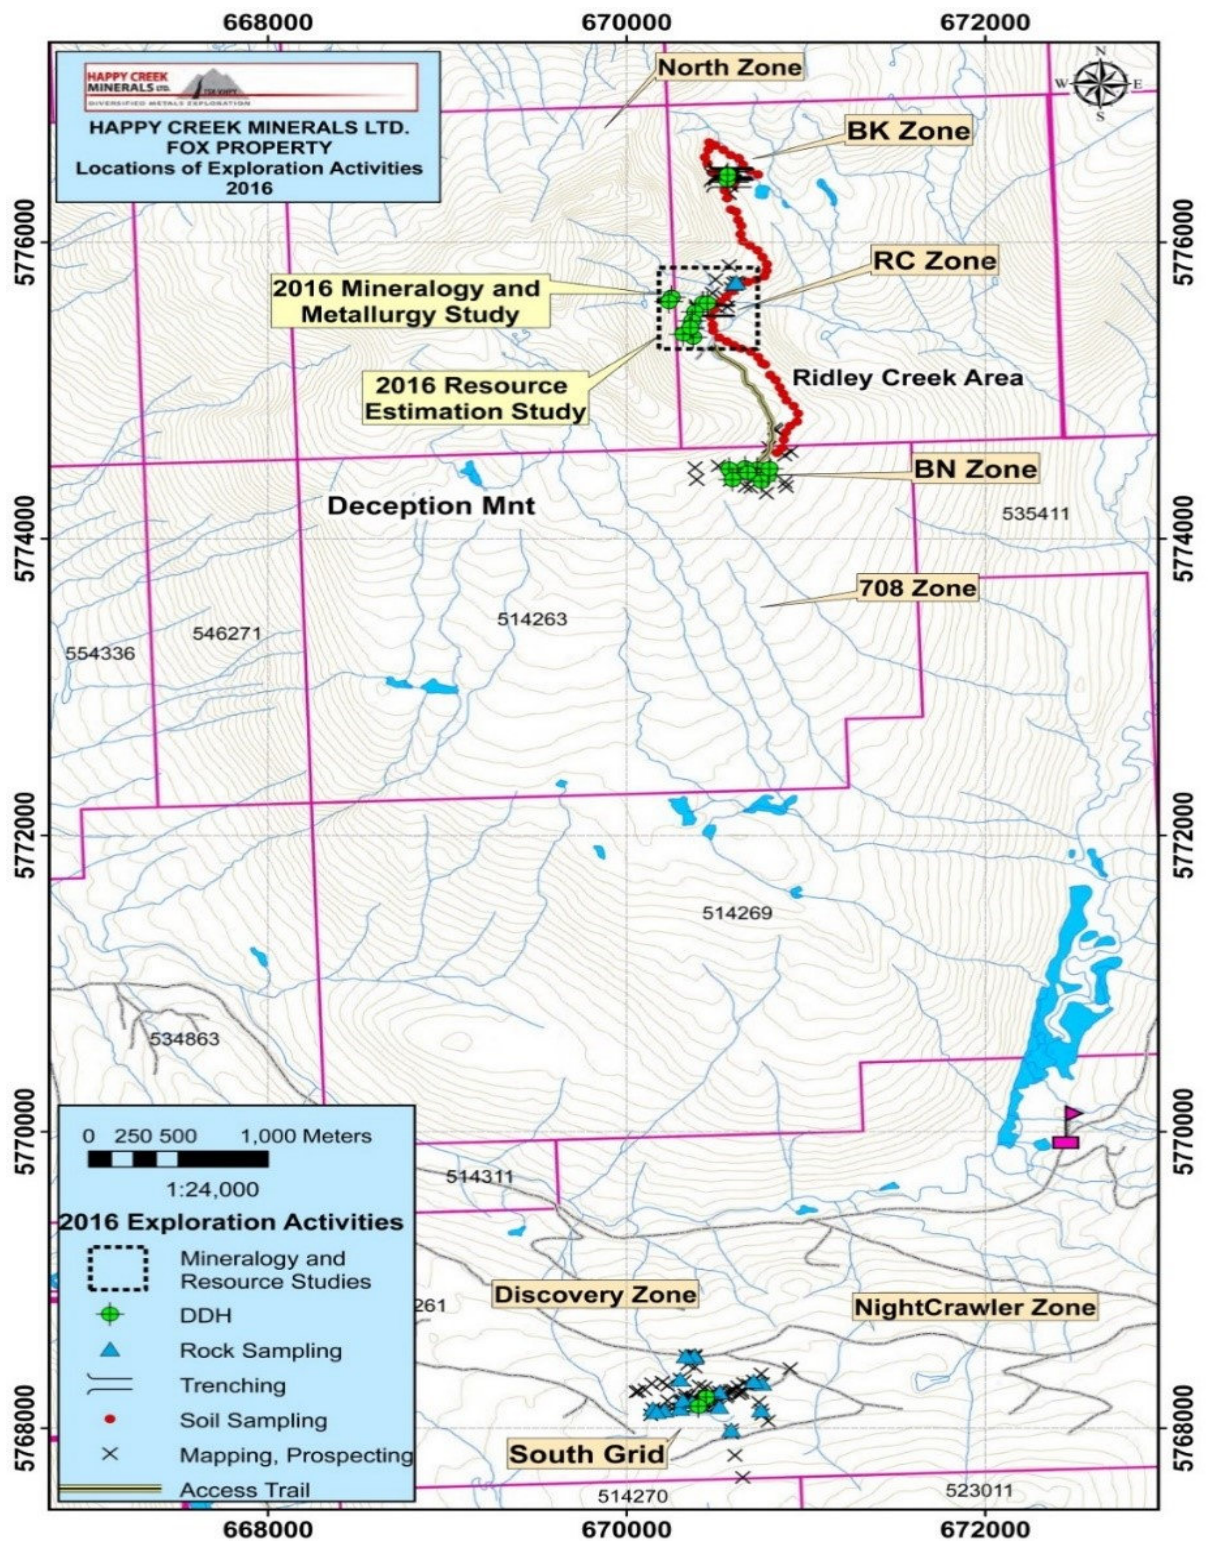 668000
670000
672000
HAPPY CREEK
MINERALS LTD.
TSX.V:HPY
DIVERSIFIED METALS EXPLORATION
HAPPY CREEK MINERALS LTD.
FOX PROPERTY
Locations of Exploration Activities
2016
North Zone
N
W
E
S
BK Zone
5776000
5776000
RC Zone
2016 Mineralogy and
Metallurgy Study
Ridley Creek Area
2016 Resource
Estimation Study
BN Zone
Deception Mnt
535411
5774000
5774000
708 Zone
514263
546271
554336
5772000
5772000
514269
534863
5770000
5770000
0 250 500 1,000 Meters
1:24,000
514311
2016 Exploration Activities
Mineralogy and
Resource Studies
Discovery Zone
NightCrawler Zone
261
DDH
Rock Sampling
Trenching
Soil Sampling
5768000
5768000
Mapping, Prospecting
South Grid
Access Trail
514270
523011
668000
670000
672000